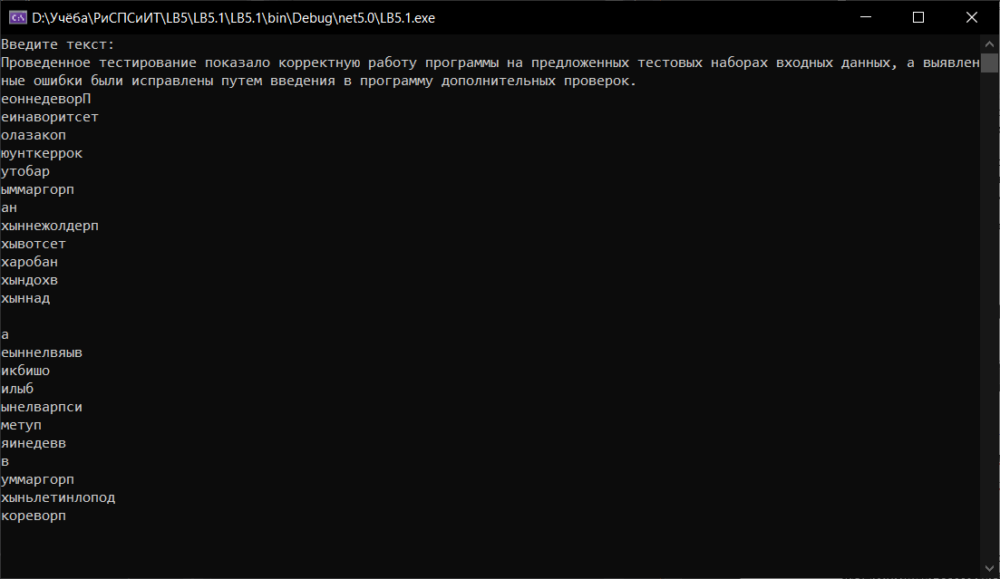 D:\Учёба\РиСПСиИТ\LB5\LB5.1\LB5.1\bin\Debug\net5.0\LB5.1.exe
Введите текст:
Проведенное тестирование показало корректную работу программы на предложенных тестовых наборах входных данных, а выявлен
ные ошибки были исправлены путем введения в программу дополнительных проверок.
еоннедеворП
еинаворитсет
олазакоп
юунткеррок
утобар
ыммаргорп
ан
хыннежолдерп
хывотсет
харобан
хындохв
хыннад
а
еыннелвяыв
икбишо
илыб
ынелварпси
метуп
яинедевв
в
уммаргорп
хыньлетинлопод
кореворп